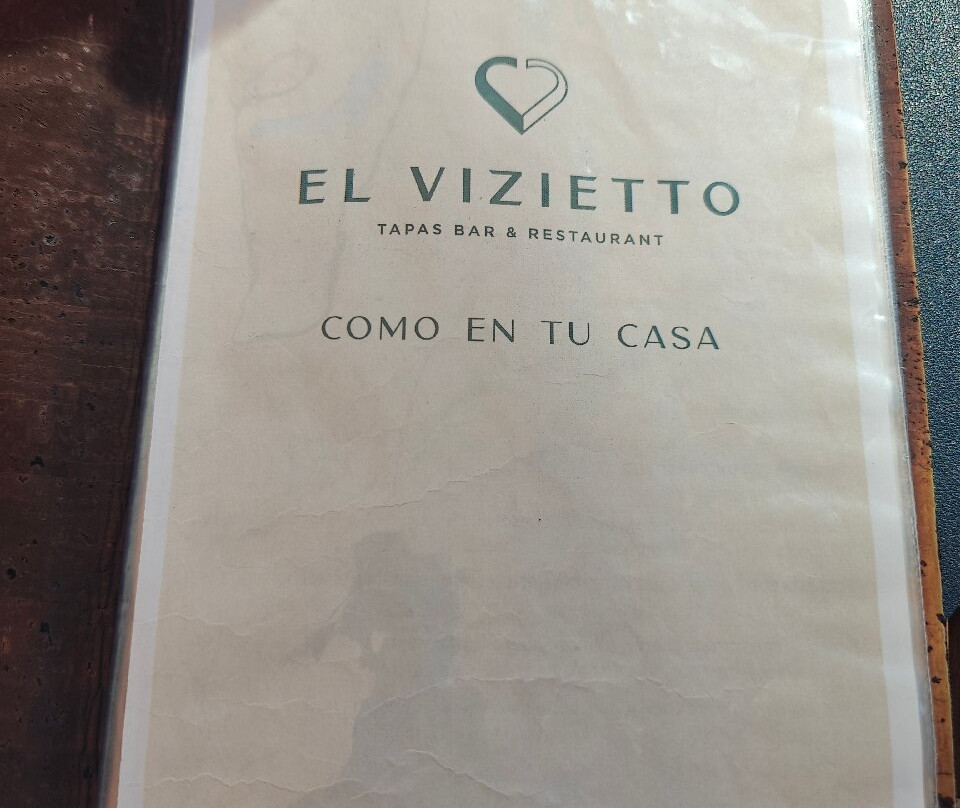 EL VIZIETTO
TAPAS BAR & RESTAURANT
COMO EN TU CASA